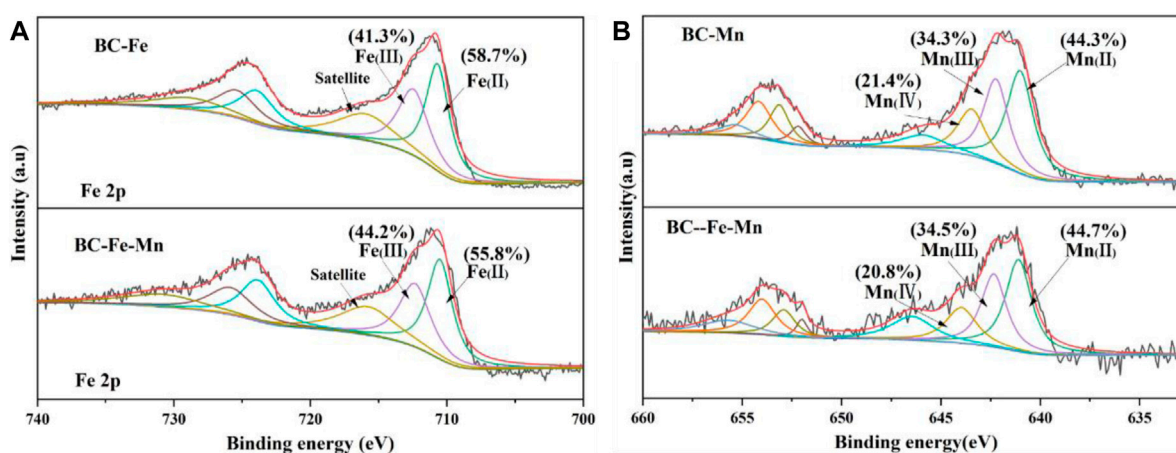 A
BC-Fe
(41.3%)
Fe(III)
(58.7%)
Fe(II)
Satellite
Fe 2p
BC-Fe-Mn
(44.2%)
Fe(III)
(55.8%)
Fe(II)
Satellite
Fe 2p
Intensity (a.u)
740 730 720 710 700
Binding energy (eV)
B
BC-Mn
(34.3%)
Mn(III)
(44.3%)
Mn(II)
(21.4%)
Mn(IV)
BC--Fe-Mn
(34.5%)
Mn(III)
(44.7%)
Mn(II)
(20.8%)
Mn(IV)
Intensity(a.u)
660 655 650 645 640 635
Binding energy(eV)